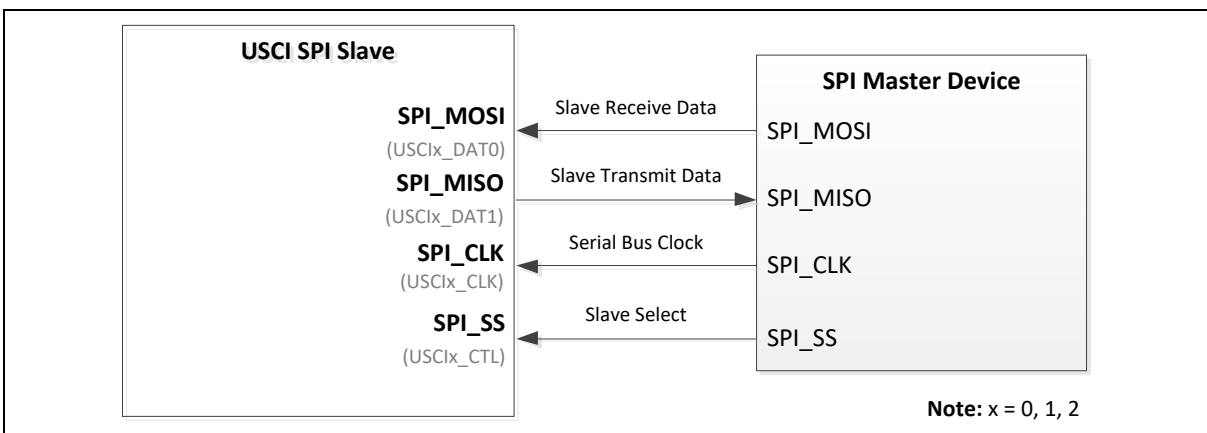 USCI SPI Slave
SPI_MOSI
(USCIx_DAT0)
SPI_MISO
(USCIx_DAT1)
SPI_CLK
(USCIx_CLK)
SPI_SS
(USCIx_CTL)
Slave Receive Data
Slave Transmit Data
Serial Bus Clock
Slave Select
SPI Master Device
SPI_MOSI
SPI_MISO
SPI_CLK
SPI_SS
Note: x = 0, 1, 2